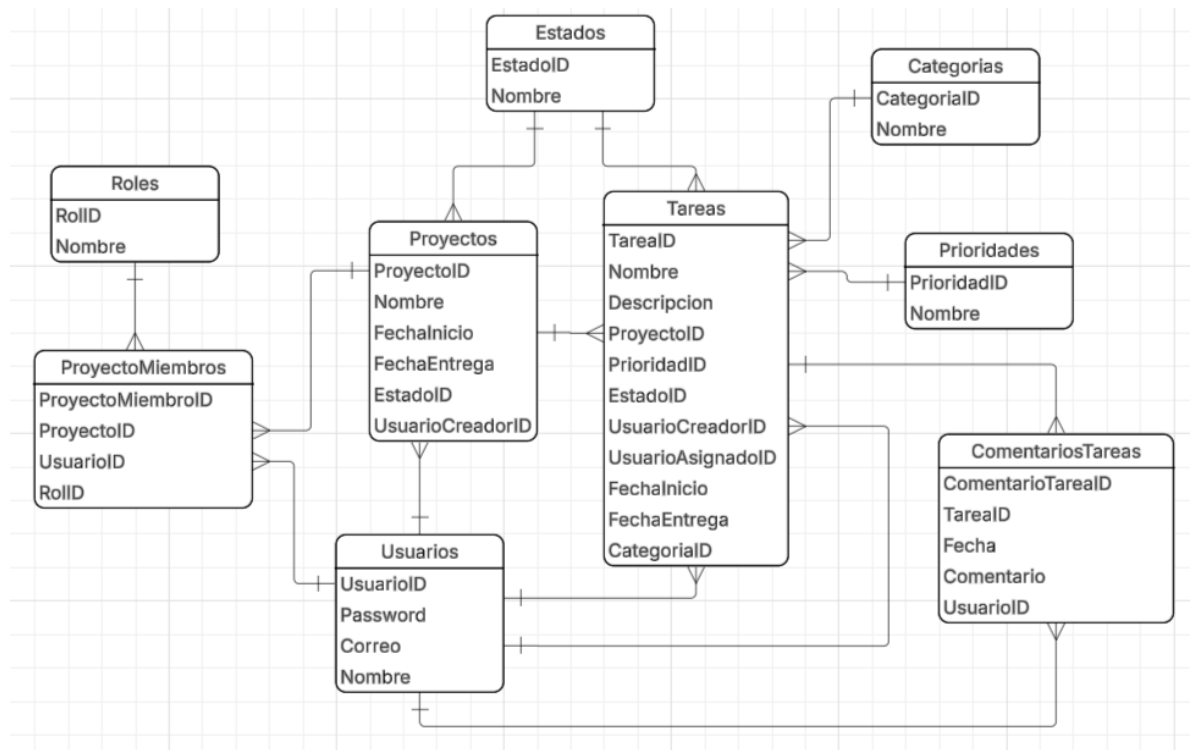 Estados
EstadoID
Nombre
Categorias
CategoriaID
Nombre
Roles
RolID
Nombre
Proyectos
ProyectoID
Nombre
FechaInicio
FechaEntrega
EstadoID
UsuarioCreadorID
Tareas
TareaID
Nombre
Descripcion
ProyectoID
PrioridadID
EstadoID
UsuarioCreadorID
UsuarioAsignadoID
FechaInicio
FechaEntrega
CategoriaID
Prioridades
PrioridadID
Nombre
ProyectoMiembros
ProyectoMiembroID
ProyectoID
UsuarioID
RolID
Usuarios
UsuarioID
Password
Correo
Nombre
ComentariosTareas
ComentarioTareaID
TareaID
Fecha
Comentario
UsuarioID